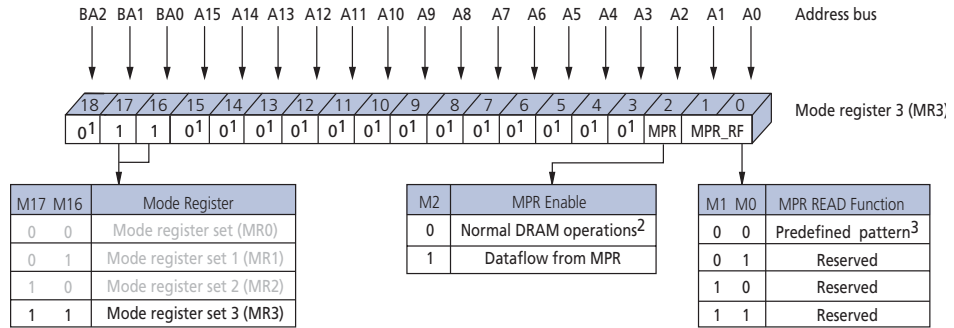 BA2 BA1 BA0 A15 A14 A13 A12 A11 A10 A9 A8 A7 A6 A5 A4 A3 A2 A1 A0 Address bus
18 17 16 15 14 13 12 11 10 9 8 7 6 5 4 3 2 1 0 Mode register 3 (MR3)
0¹ 1 1 0¹ 0¹ 0¹ 0¹ 0¹ 0¹ 0¹ 0¹ 0¹ 0¹ 0¹ 0¹ 0¹ MPR MPR_RF
M17 M16 Mode Register
0 0 Mode register set (MR0)
0 1 Mode register set 1 (MR1)
1 0 Mode register set 2 (MR2)
1 1 Mode register set 3 (MR3)
M2 MPR Enable
0 Normal DRAM operations²
1 Dataflow from MPR
M1 M0 MPR READ Function
0 0 Predefined pattern³
0 1 Reserved
1 0 Reserved
1 1 Reserved